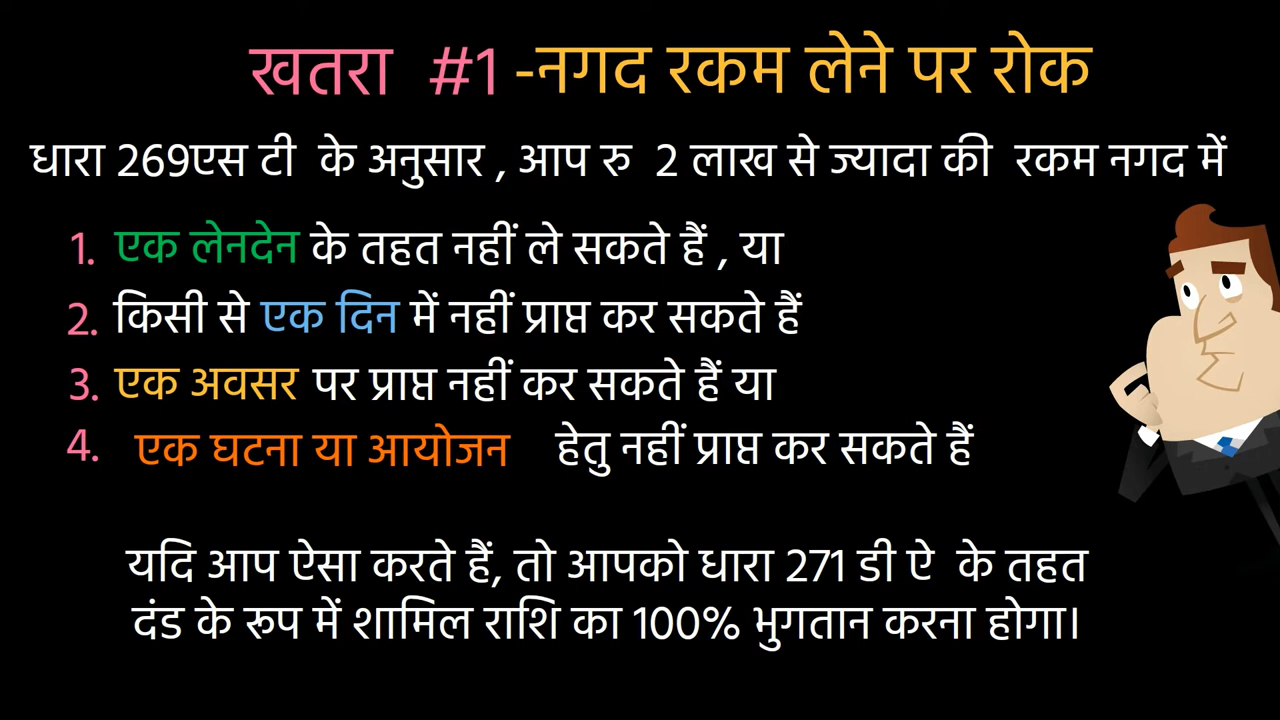 खतरा #1 -नगद रकम लेने पर रोक
धारा 269एस टी के अनुसार , आप रु 2 लाख से ज्यादा की रकम नगद में
1. एक लेनदेन के तहत नहीं ले सकते हैं , या
2. किसी से एक दिन में नहीं प्राप्त कर सकते हैं
3. एक अवसर पर प्राप्त नहीं कर सकते हैं या
4. एक घटना या आयोजन हेतु नहीं प्राप्त कर सकते हैं
यदि आप ऐसा करते हैं, तो आपको धारा 271 डी ऐ के तहत
दंड के रूप में शामिल राशि का 100% भुगतान करना होगा।